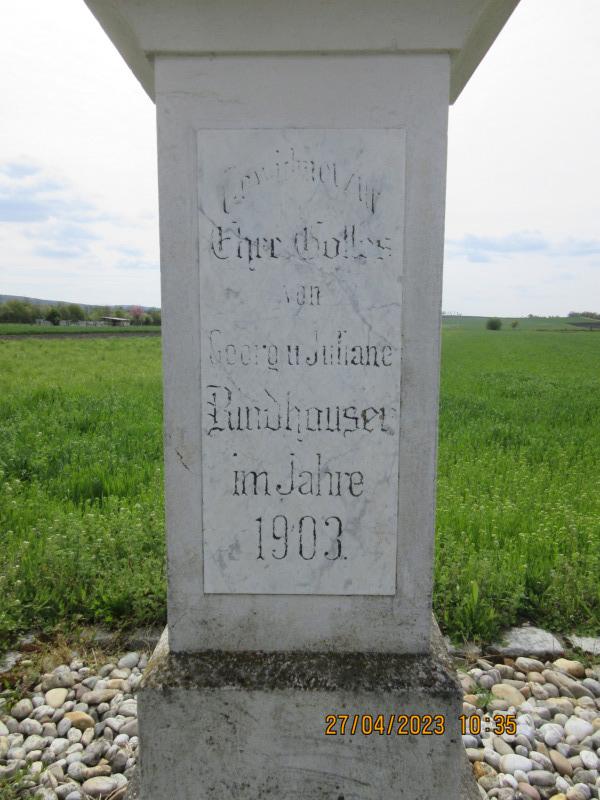 Gewidmet zur
Ehre Gottes
von
Georg u Juliane
Rundhauser
im Jahre
1903.
27/04/2023 10:35